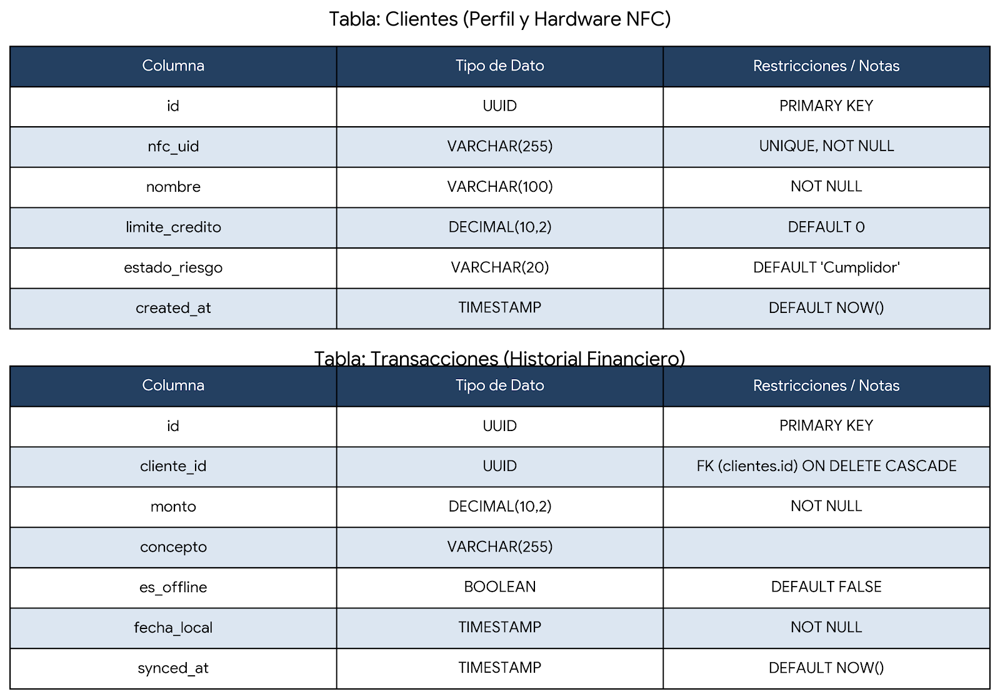 Tabla: Clientes (Perfil y Hardware NFC)
Columna Tipo de Dato Restricciones / Notas
id UUID PRIMARY KEY
nfc_uid VARCHAR(255) UNIQUE, NOT NULL
nombre VARCHAR(100) NOT NULL
limite_credito DECIMAL(10,2) DEFAULT 0
estado_riesgo VARCHAR(20) DEFAULT 'Cumplidor'
created_at TIMESTAMP DEFAULT NOW()
Tabla: Transacciones (Historial Financiero)
Columna Tipo de Dato Restricciones / Notas
id UUID PRIMARY KEY
cliente_id UUID FK (clientes.id) ON DELETE CASCADE
monto DECIMAL(10,2) NOT NULL
concepto VARCHAR(255)
es_offline BOOLEAN DEFAULT FALSE
fecha_local TIMESTAMP NOT NULL
synced_at TIMESTAMP DEFAULT NOW()